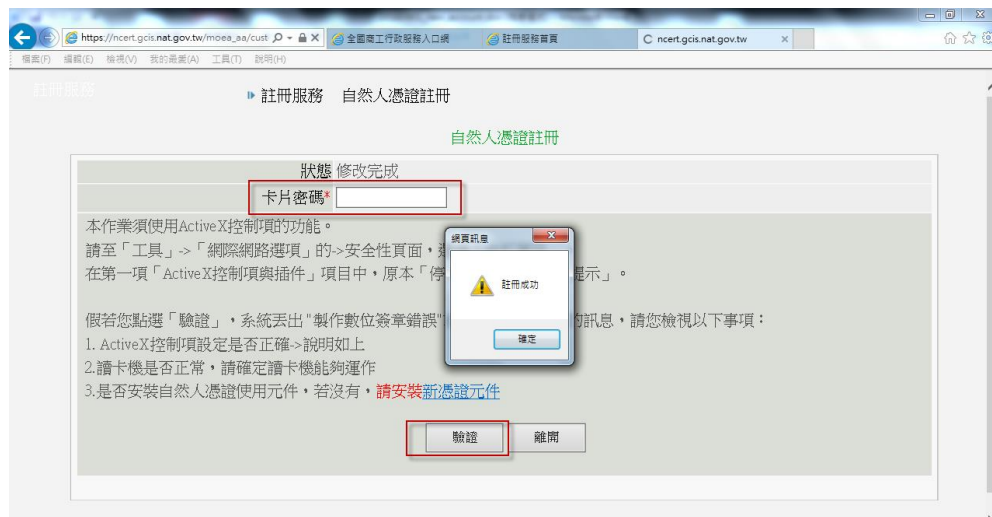 https://ncert.gcis.nat.gov.tw/moea_aa/cust
全國商工行政服務入口網
註冊服務首頁
ncert.gcis.nat.gov.tw
檔案(F) 編輯(E) 檢視(V) 我的最愛(A) 工具(T) 說明(H)
註冊服務
註冊服務 自然人憑證註冊
自然人憑證註冊
狀態 修改完成
卡片密碼*
本作業須使用ActiveX控制項的功能。
請至「工具」->「網際網路選項」的->安全性頁面,
在第一項「ActiveX控制項與插件」項目中,原本「停 提示」。
網頁訊息
註冊成功
確定
假若您點選「驗證」,系統丟出"製作數位簽章錯誤" 的訊息,請您檢視以下事項:
1. ActiveX控制項設定是否正確->說明如上
2.讀卡機是否正常,請確定讀卡機能夠運作
3.是否安裝自然人憑證使用元件,若沒有,請安裝新憑證元件
驗證 離開